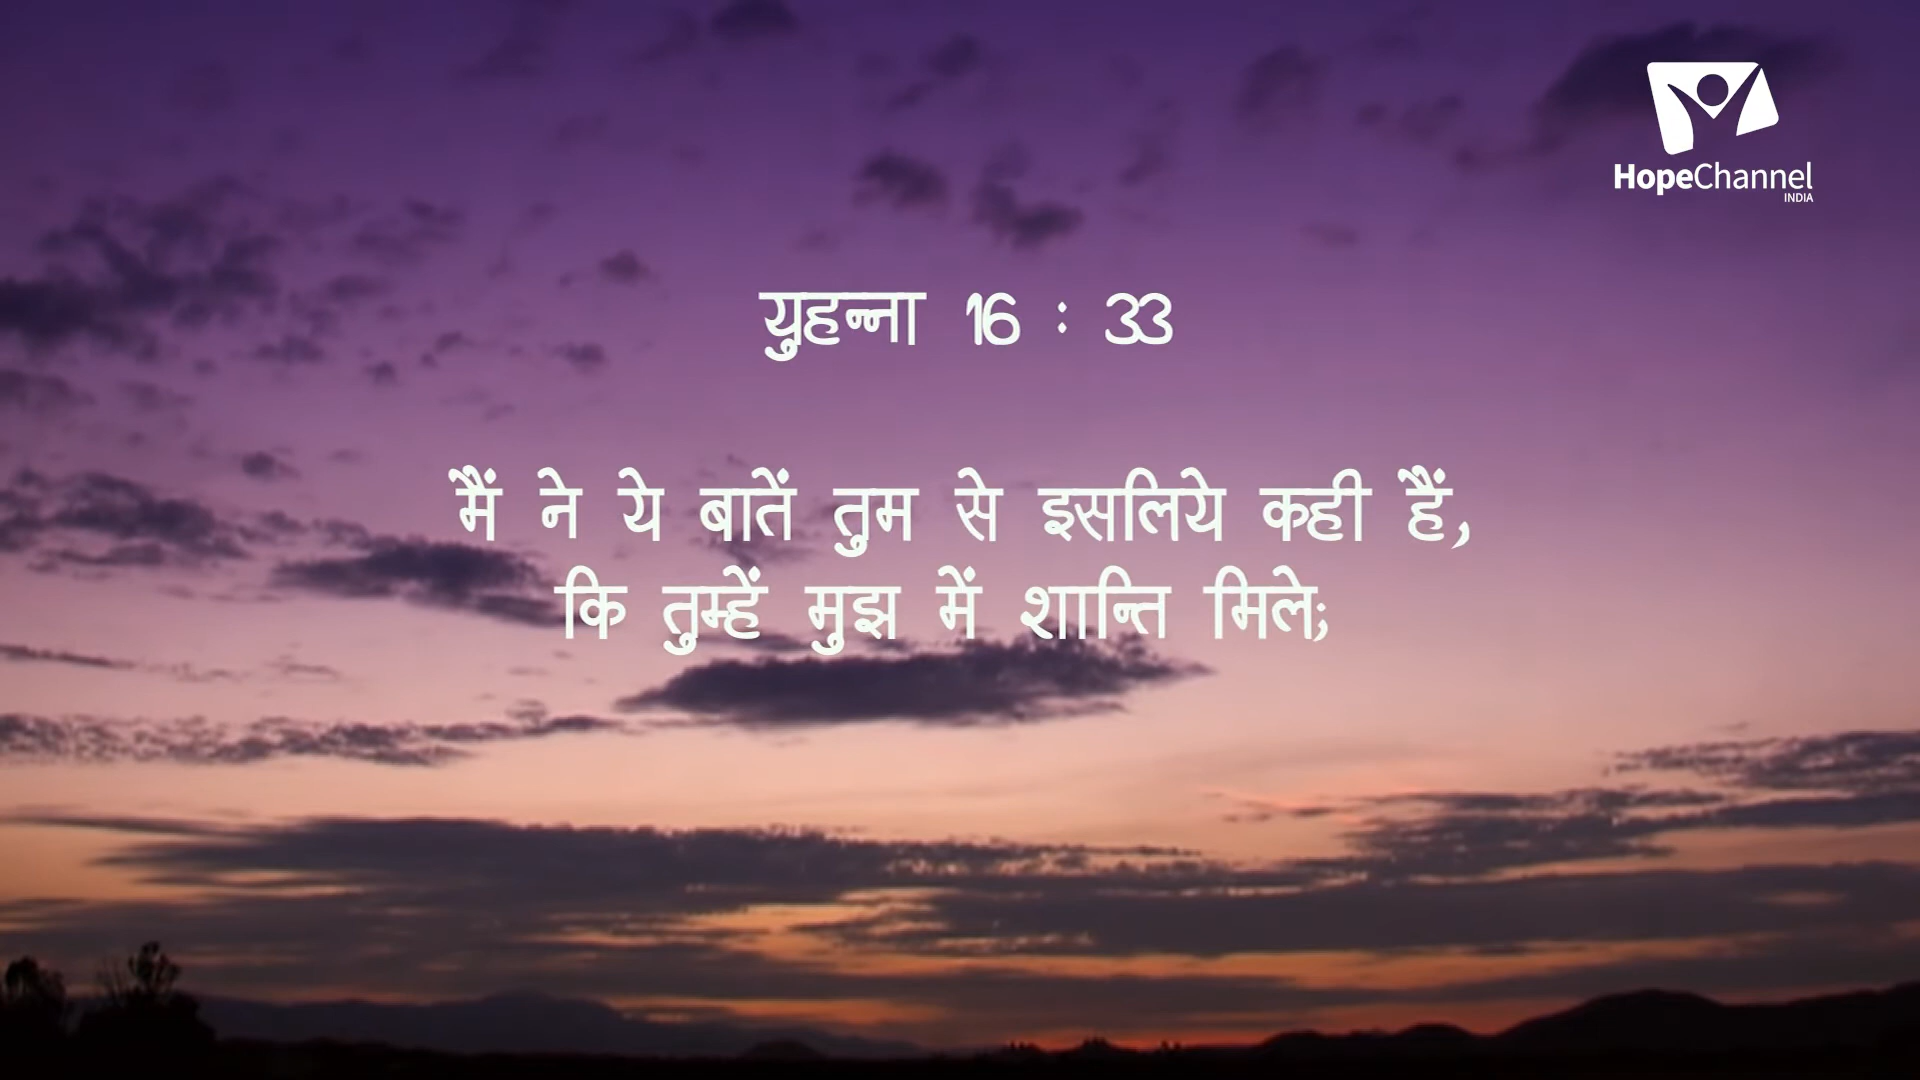 HopeChannel
INDIA
युहन्ना 16 : 33
मैं ने ये बातें तुम से इसलिये कही हैं,
कि तुम्हें मुझ में शान्ति मिले;